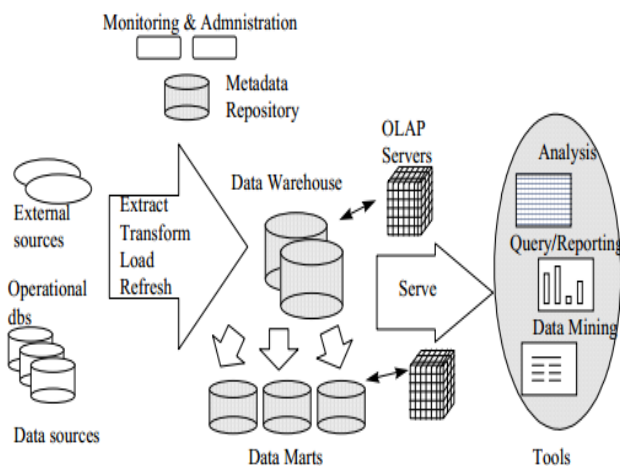 Monitoring & Admnistration
Metadata
Repository
OLAP
Servers
Analysis
Data Warehouse
External
sources
Extract
Transform
Load
Refresh
Query/Reporting
Operational
dbs
Serve
Data Mining
Data sources
Data Marts
Tools